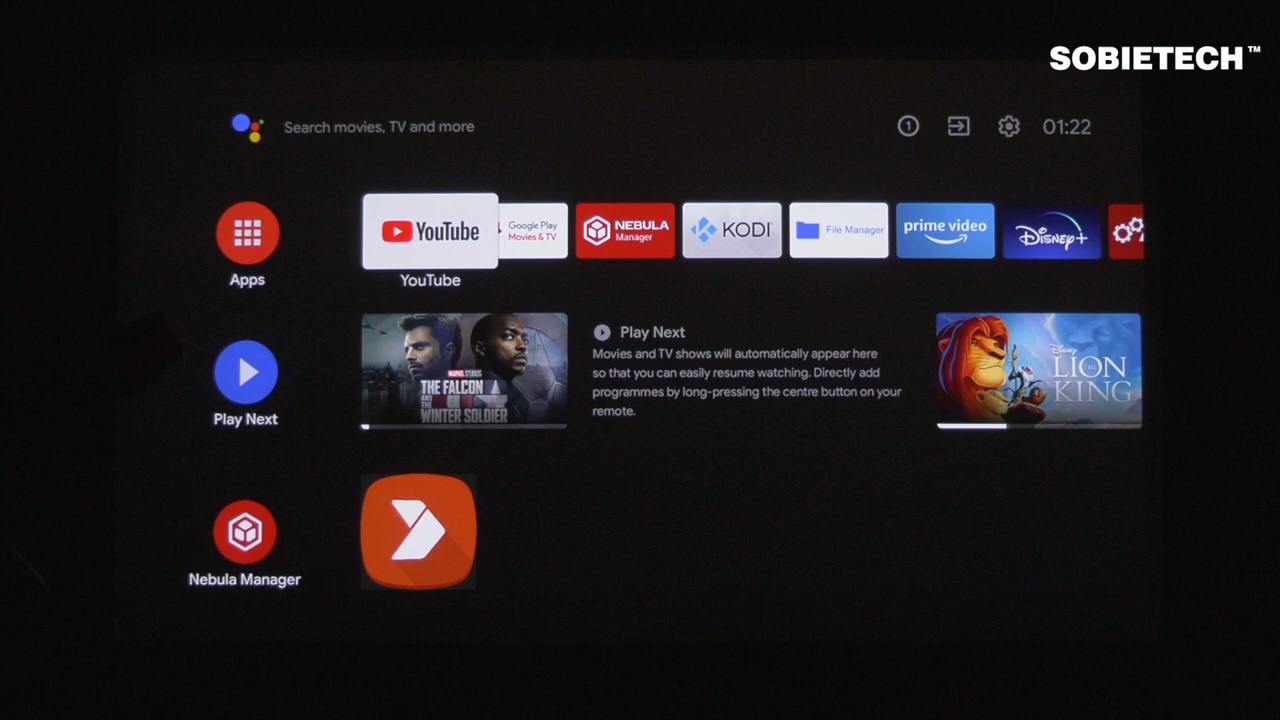 SOBIETECH™
Search movies, TV and more
1
01:22
YouTube
Google Play
Movies & TV
NEBULA
Manager
KODI
File Manager
prime video
Disney+
Apps
YouTube
MARVEL STUDIOS
THE FALCON
AND THE
WINTER SOLDIER
Play Next
Movies and TV shows will automatically appear here
so that you can easily resume watching. Directly add
programmes by long-pressing the centre button on your
remote.
Disney
THE LION
KING
Play Next
Nebula Manager